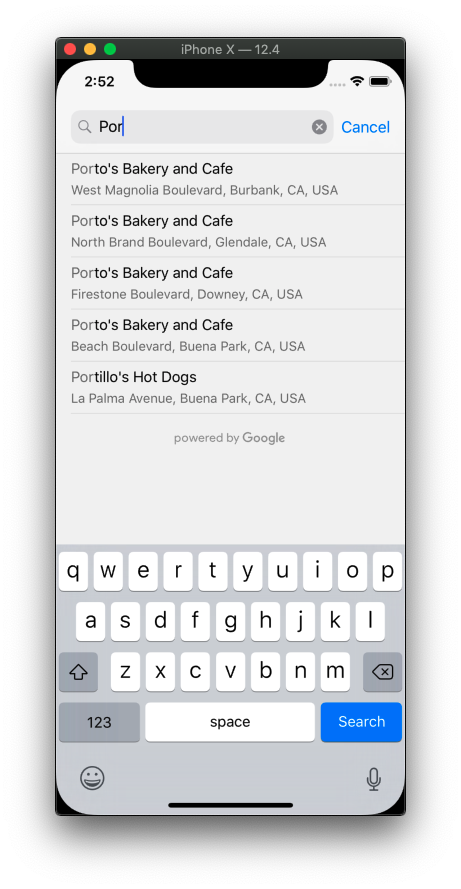 iPhone X — 12.4
2:52
Por
Cancel
Porto's Bakery and Cafe
West Magnolia Boulevard, Burbank, CA, USA
Porto's Bakery and Cafe
North Brand Boulevard, Glendale, CA, USA
Porto's Bakery and Cafe
Firestone Boulevard, Downey, CA, USA
Porto's Bakery and Cafe
Beach Boulevard, Buena Park, CA, USA
Portillo's Hot Dogs
La Palma Avenue, Buena Park, CA, USA
powered by Google
q w e r t y u i o p
a s d f g h j k l
z x c v b n m
123 space Search